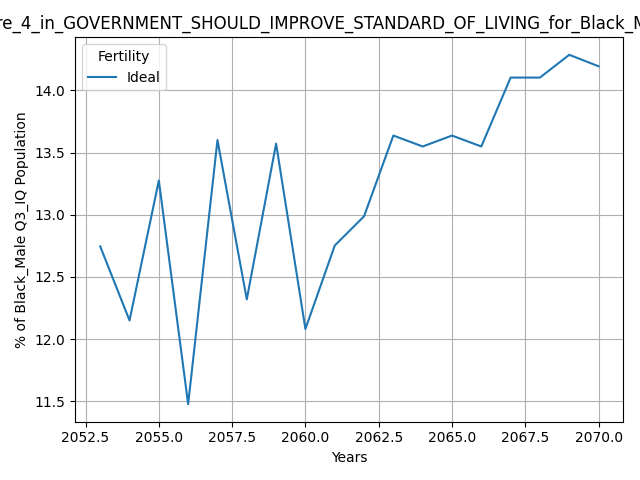 re_4_in_GOVERNMENT_SHOULD_IMPROVE_STANDARD_OF_LIVING_for_Black_M
Fertility
Ideal
% of Black_Male Q3_IQ Population
14.0
13.5
13.0
12.5
12.0
11.5
2052.5 2055.0 2057.5 2060.0 2062.5 2065.0 2067.5 2070.0
Years